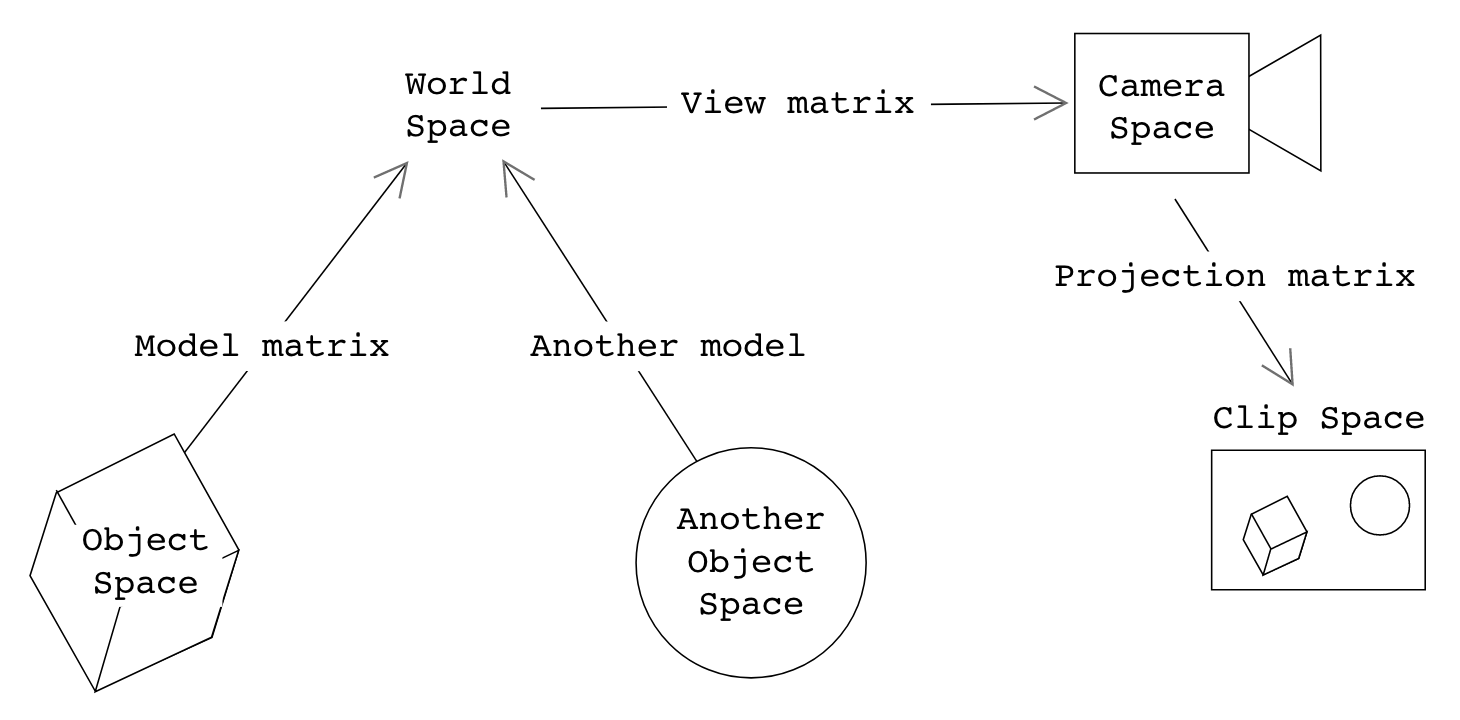 World
Space
View matrix
Camera
Space
Projection matrix
Model matrix
Another model
Clip Space
Object
Space
Another
Object
Space